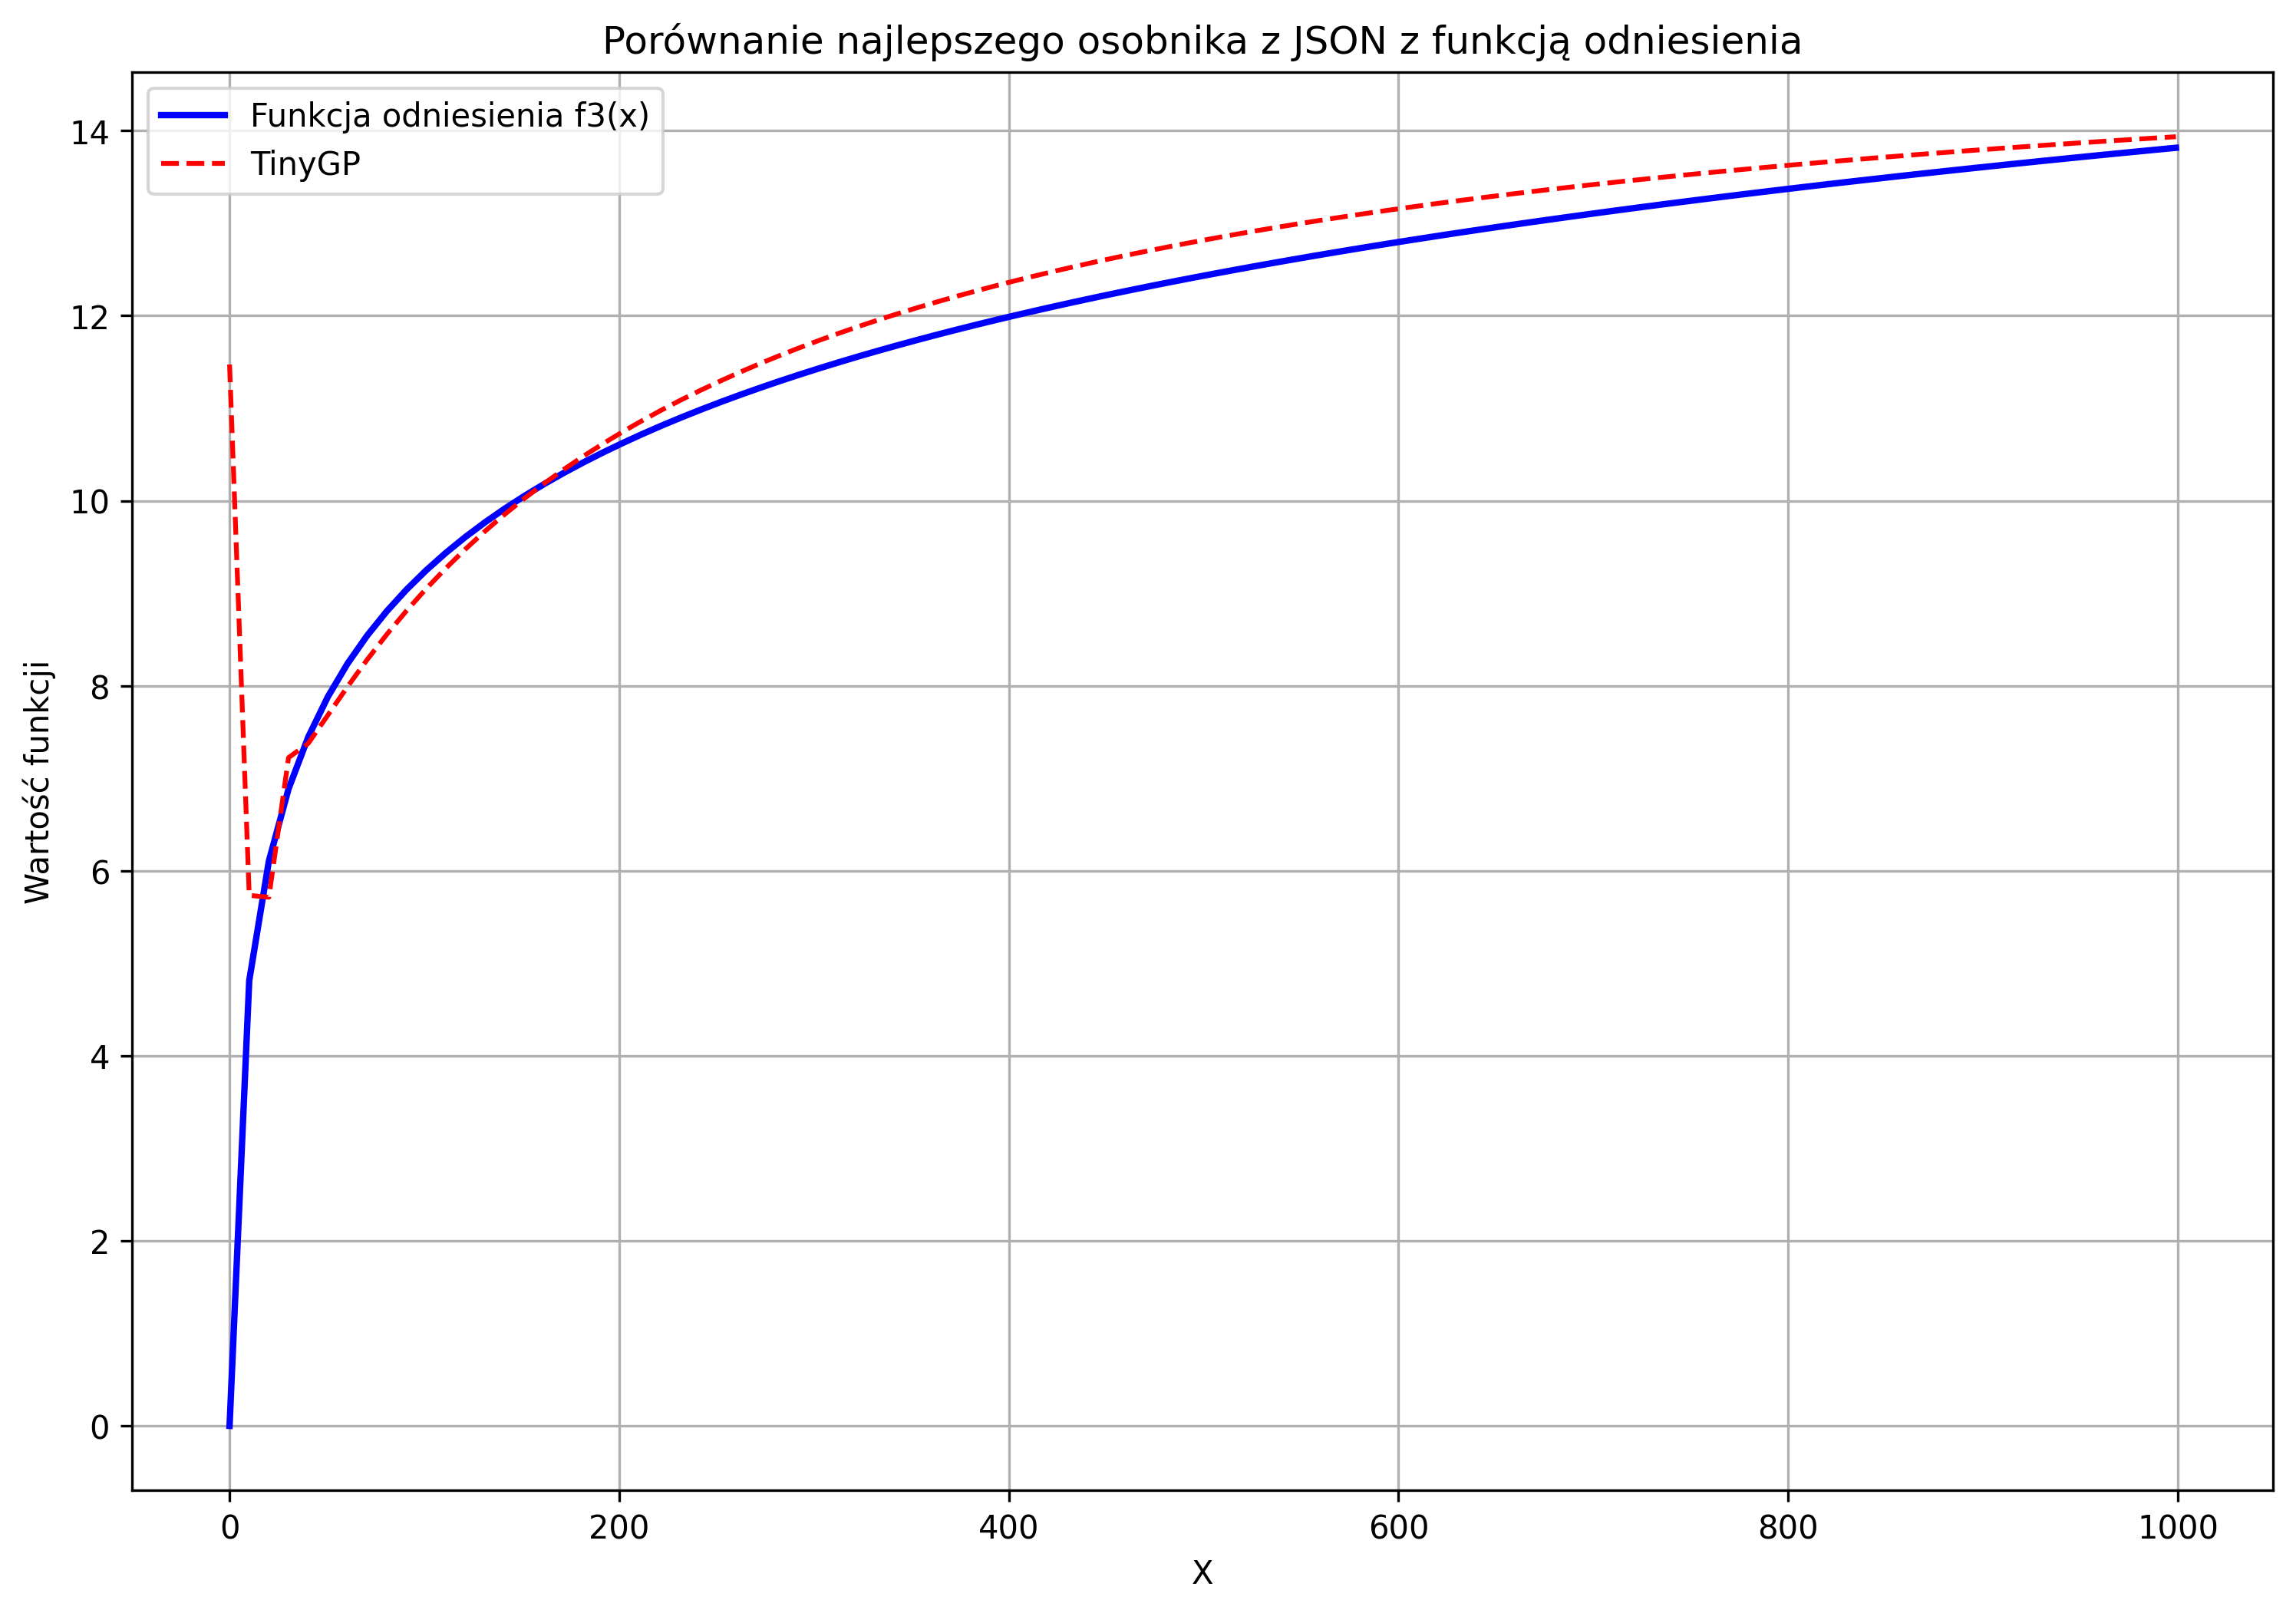 Porównanie najlepszego osobnika z JSON z funkcją odniesienia
Funkcja odniesienia f3(x)
TinyGP
Wartość funkcji
14
12
10
8
6
4
2
0
0 200 400 600 800 1000
X